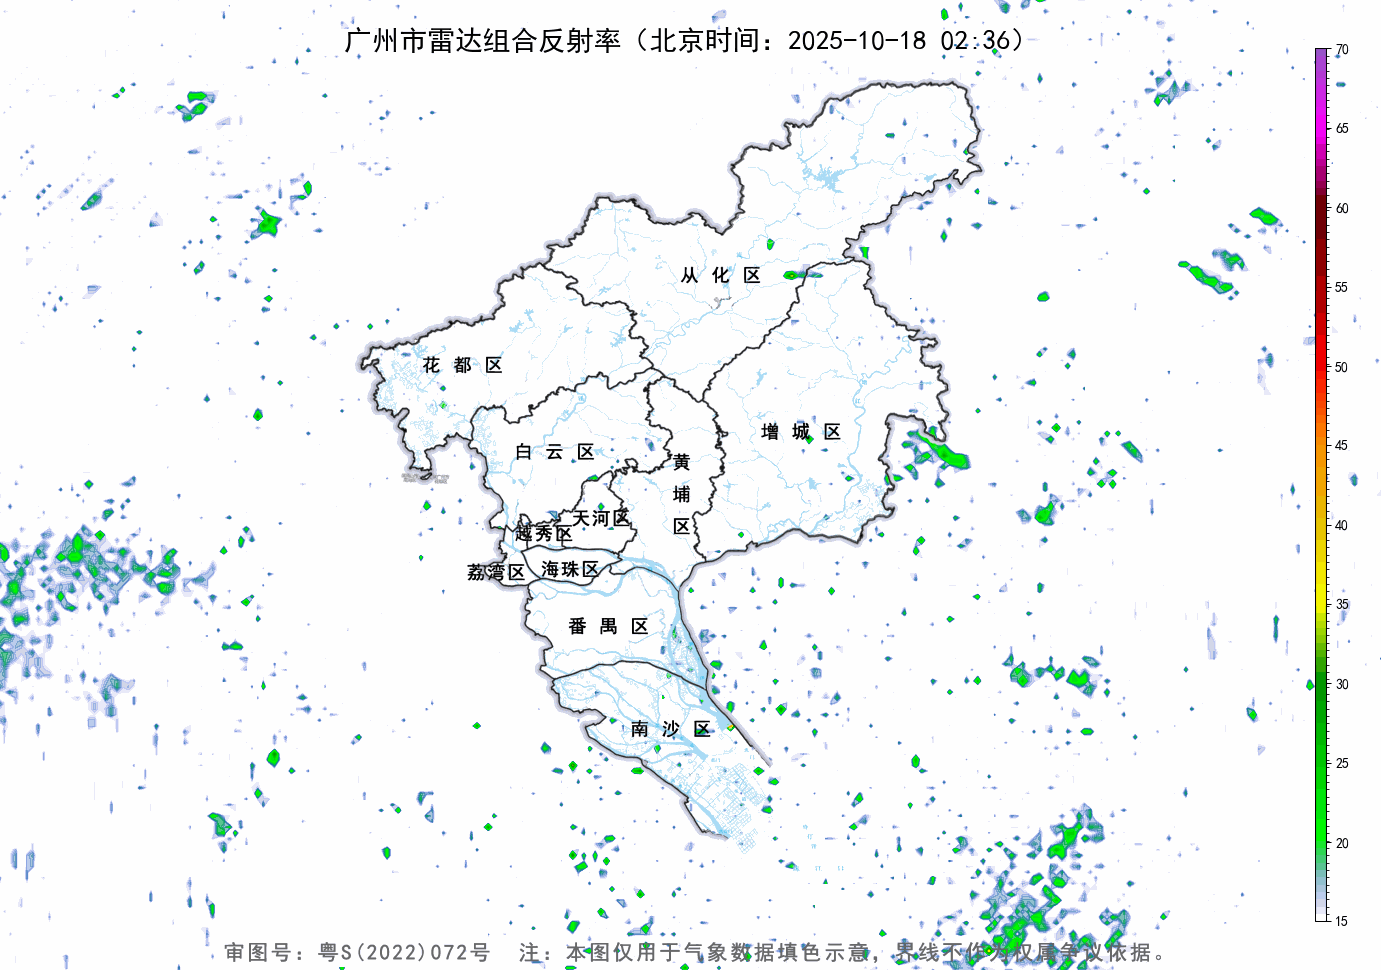 广州市雷达组合反射率（北京时间：2025-10-18 02:36）
70
65
60
55
50
45
40
35
30
25
20
15
从化区
花都区
增城区
白云区
黄埔区
天河区
越秀区
荔湾区
海珠区
番禺区
南沙区
审图号：粤S(2022)072号 注：本图仅用于气象数据填色示意，界线不作为权属争议依据。